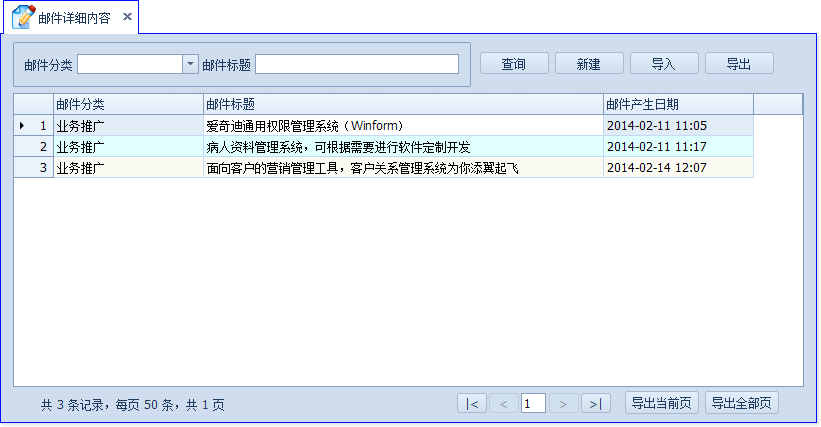 邮件详细内容
邮件分类 邮件标题 查询 新建 导入 导出
邮件分类 邮件标题 邮件产生日期
1 业务推广 爱奇迪通用权限管理系统（Winform） 2014-02-11 11:05
2 业务推广 病人资料管理系统，可根据需要进行软件定制开发 2014-02-11 11:17
3 业务推广 面向客户的营销管理工具，客户关系管理系统为你添翼起飞 2014-02-14 12:07
共 3 条记录，每页 50 条，共 1 页 |< < 1 > >| 导出当前页 导出全部页